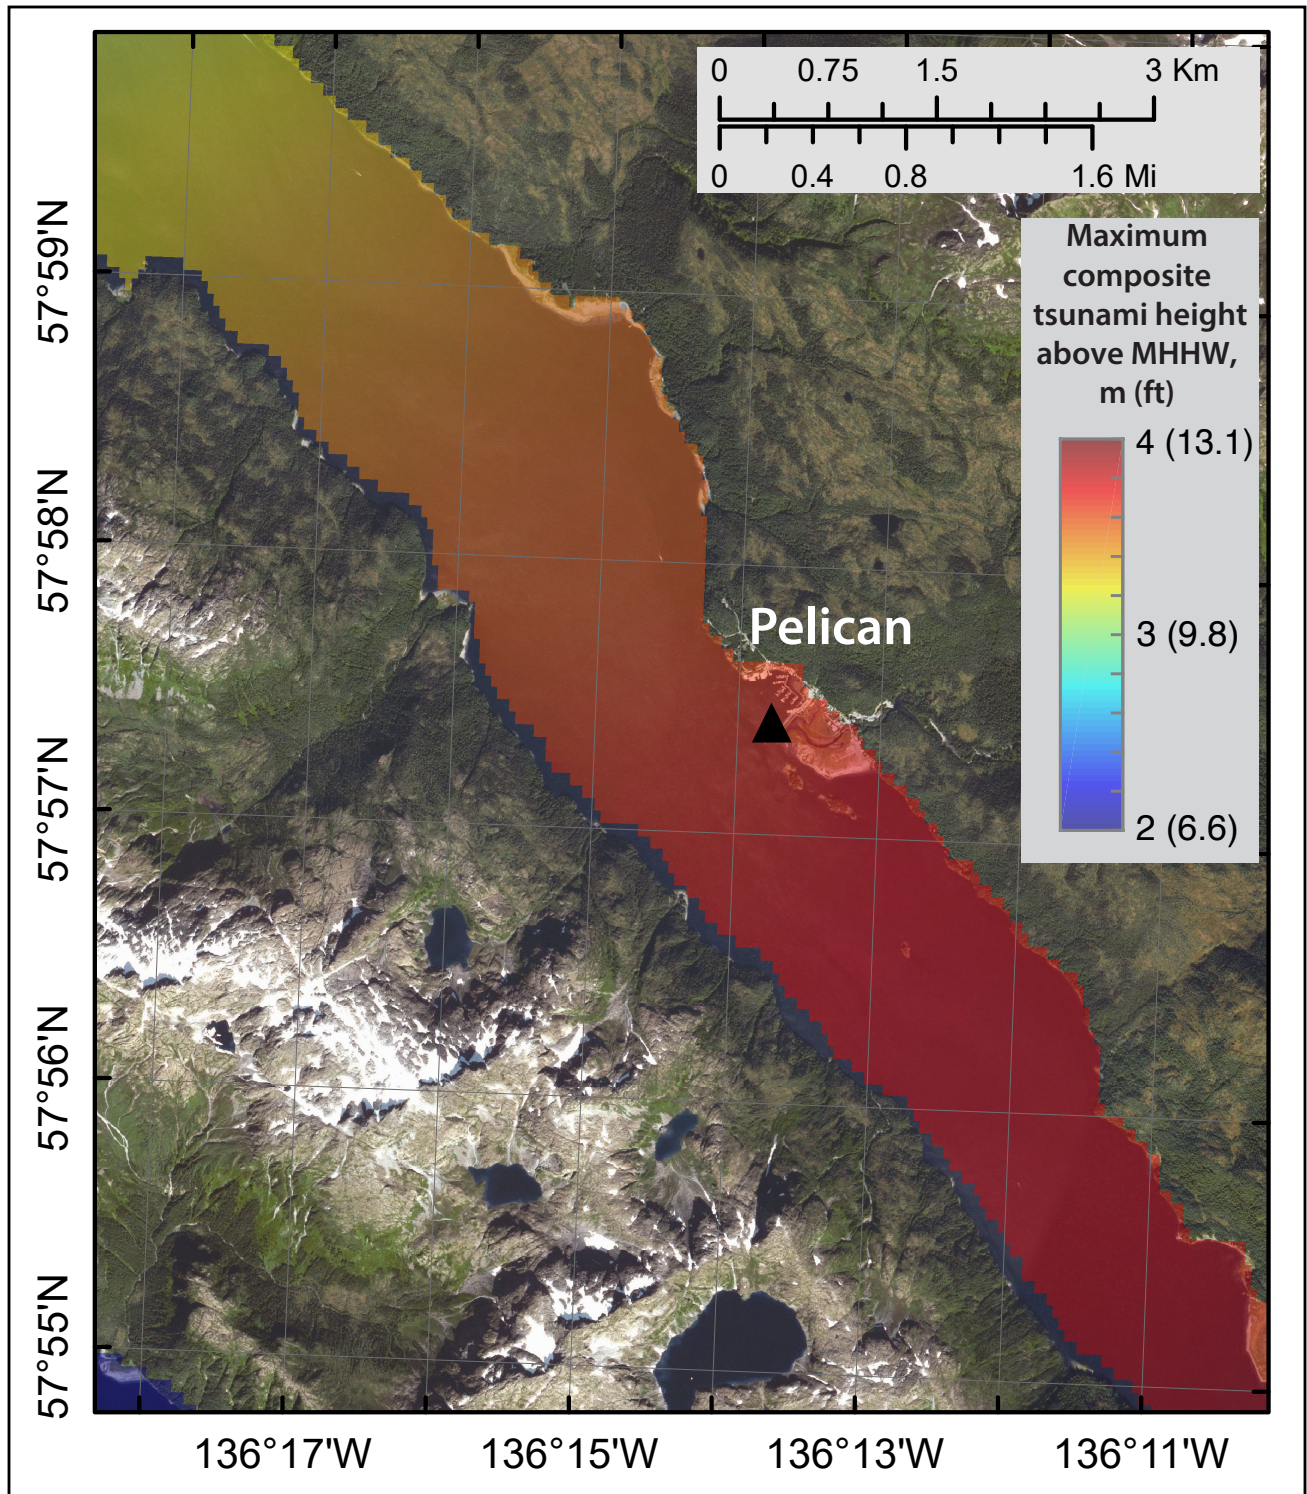 0 0.75 1.5 3 Km
0 0.4 0.8 1.6 Mi
Maximum
composite
tsunami height
above MHHW,
m (ft)
4 (13.1)
3 (9.8)
2 (6.6)
Pelican
57°59'N
57°58'N
57°57'N
57°56'N
57°55'N
136°17'W 136°15'W 136°13'W 136°11'W